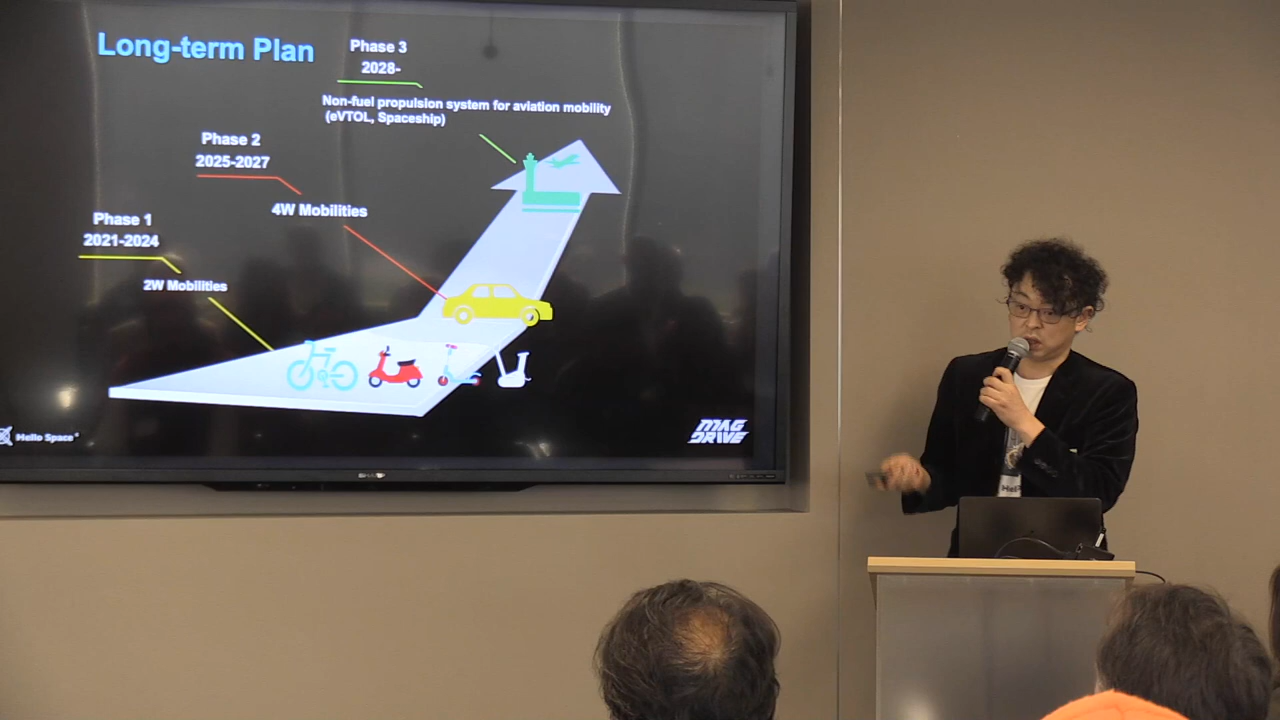 Long-term Plan
Phase 3
2028-
Non-fuel propulsion system for aviation mobility
(eVTOL, Spaceship)
Phase 2
2025-2027
4W Mobilities
Phase 1
2021-2024
2W Mobilities
Hello Space
MAG
DRIVE
SHARP